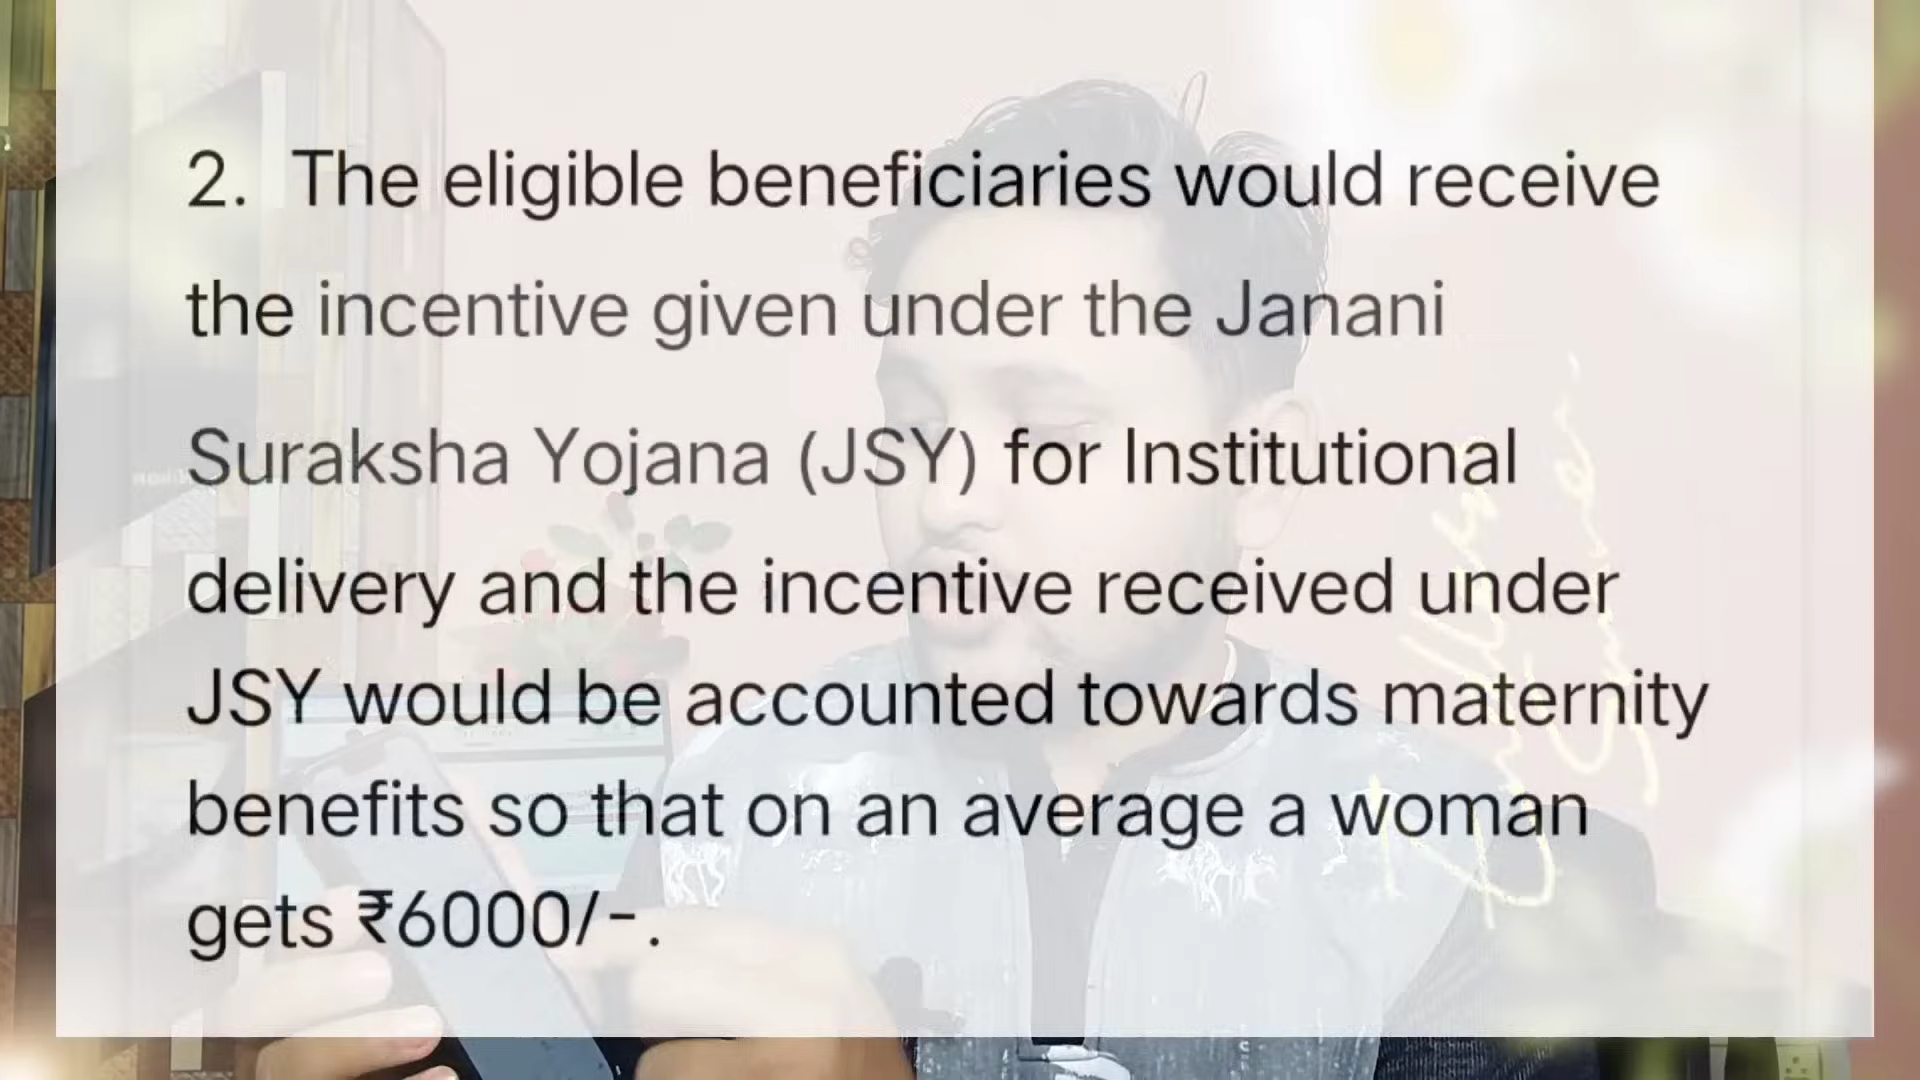 2. The eligible beneficiaries would receive
the incentive given under the Janani
Suraksha Yojana (JSY) for Institutional
delivery and the incentive received under
JSY would be accounted towards maternity
benefits so that on an average a woman
gets ₹6000/-.